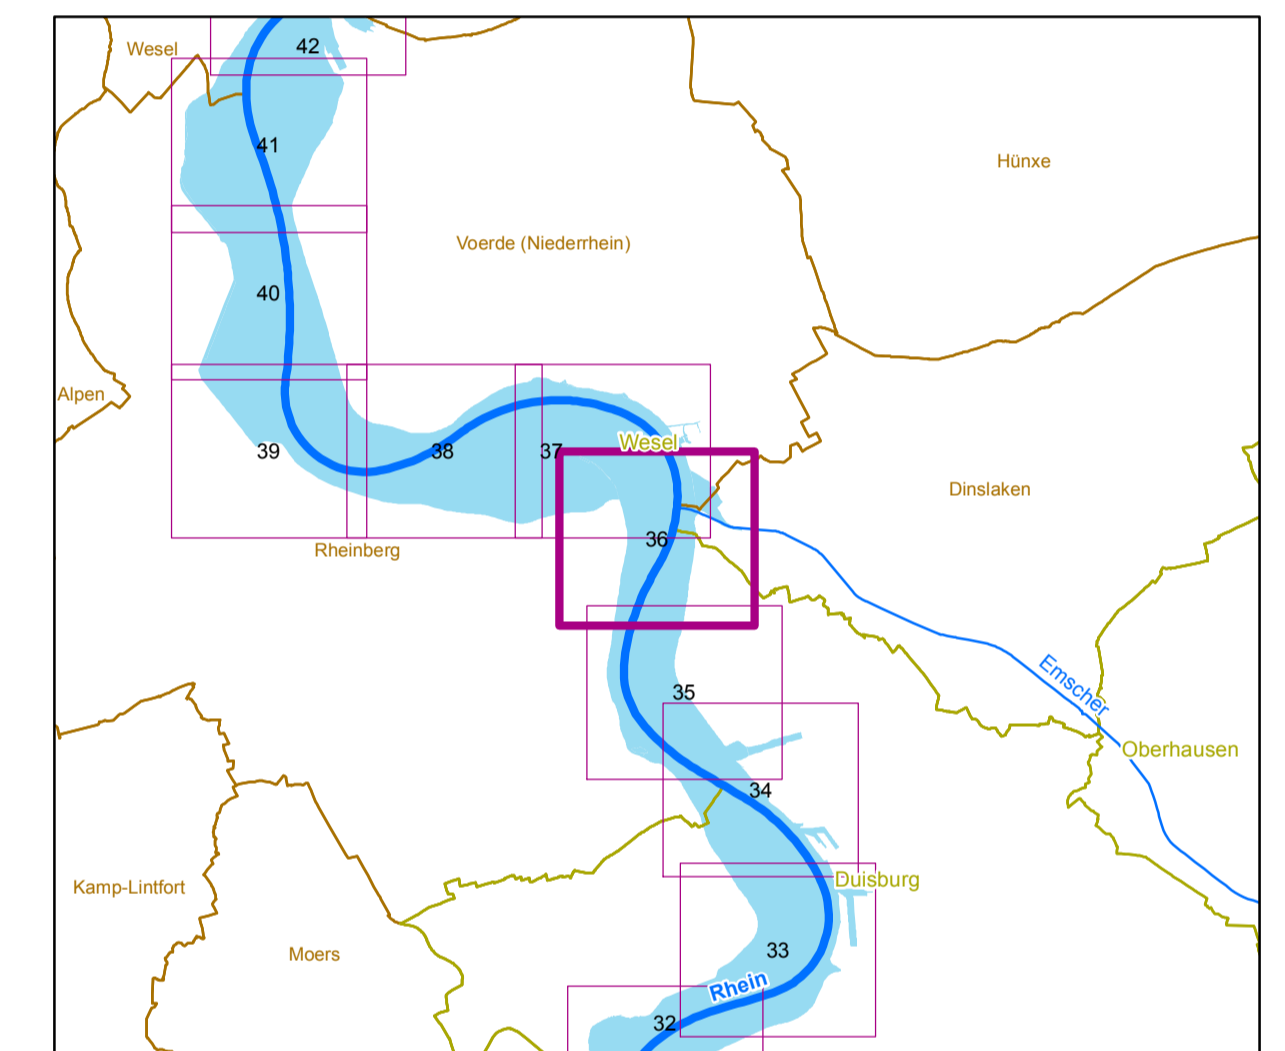 42
Wesel
41
Hünxe
Voerde (Niederrhein)
40
Alpen
Wesel
39
38
37
Dinslaken
36
Rheinberg
Emscher
35
Oberhausen
34
Duisburg
Kamp-Lintfort
33
Moers
Rhein
32